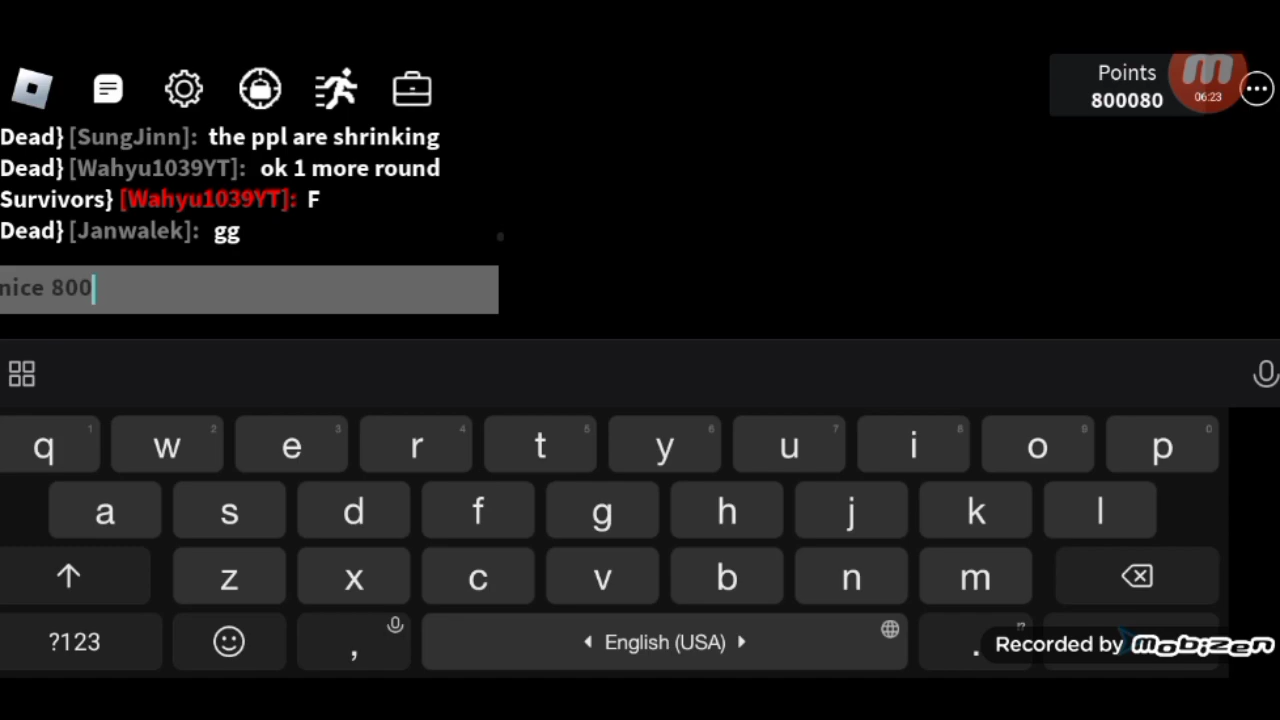 Points
800080
06:23
Dead} [SungJinn]: the ppl are shrinking
Dead} [Wahyu1039YT]: ok 1 more round
Survivors} [Wahyu1039YT]: F
Dead} [Janwalek]: gg
nice 800
q 1 w 2 e 3 r 4 t 5 y 6 u 7 i 8 o 9 p 0
a s d f g h j k l
z x c v b n m
?123 , English (USA) . !?
Recorded by mobizen